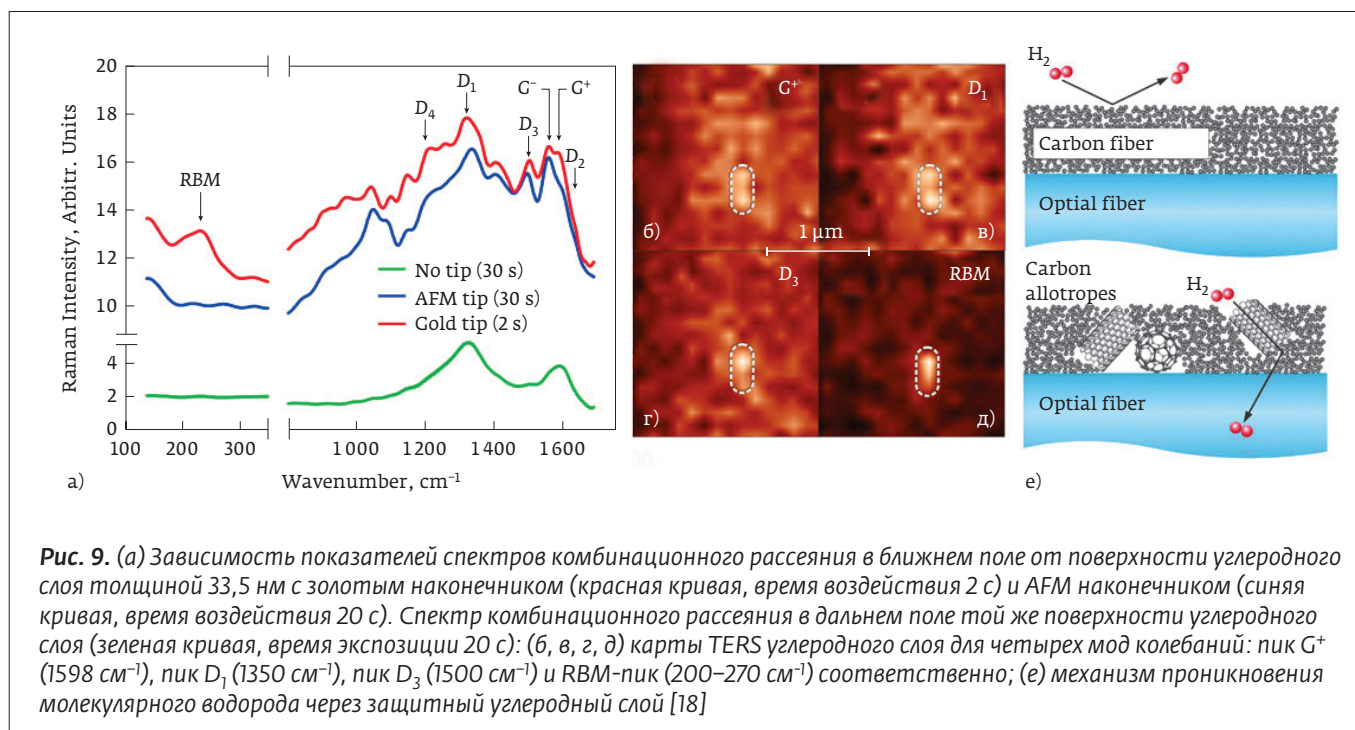 20
18
16
14
12
10
4
2
0
Raman Intensity, Arbitr. Units
100
200
300
1 000
1200
1400
1600
Wavenumber, cm⁻¹
RBM
D₄
D₁
D₃
G⁻
G⁺
D₂
No tip (30 s)
AFM tip (30 s)
Gold tip (2 s)
а)
G⁺
б)
D₁
в)
1 µm
D₃
г)
RBM
д)
H₂
Carbon fiber
Optial fiber
Carbon
allotropes
H₂
Optial fiber
е)
Рис. 9. (а) Зависимость показателей спектров комбинационного рассеяния в ближнем поле от поверхности углеродного
слоя толщиной 33,5 нм с золотым наконечником (красная кривая, время воздействия 2 с) и AFM наконечником (синяя
кривая, время воздействия 20 с). Спектр комбинационного рассеяния в дальнем поле той же поверхности углеродного
слоя (зеленая кривая, время экспозиции 20 с): (б, в, г, д) карты TERS углеродного слоя для четырех мод колебаний: пик G⁺
(1598 см⁻¹), пик D₁ (1350 см⁻¹), пик D₃ (1500 см⁻¹) и RBM-пик (200–270 см⁻¹) соответственно; (е) механизм проникновения
молекулярного водорода через защитный углеродный слой [18]